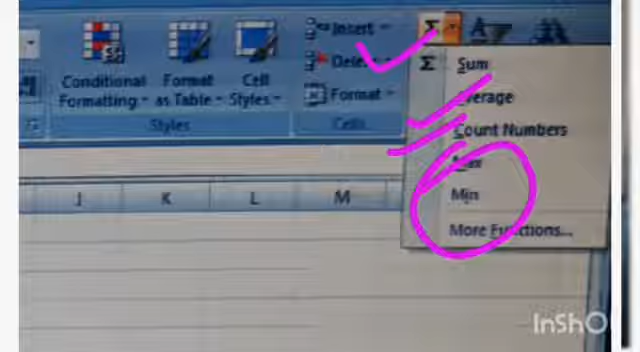 Insert
Conditional
Formatting
Format
as Table
Cell
Styles
Styles
Delete
Format
Cells
Σ
Σ Sum
Average
Count Numbers
Max
Min
More Functions...
J K L M